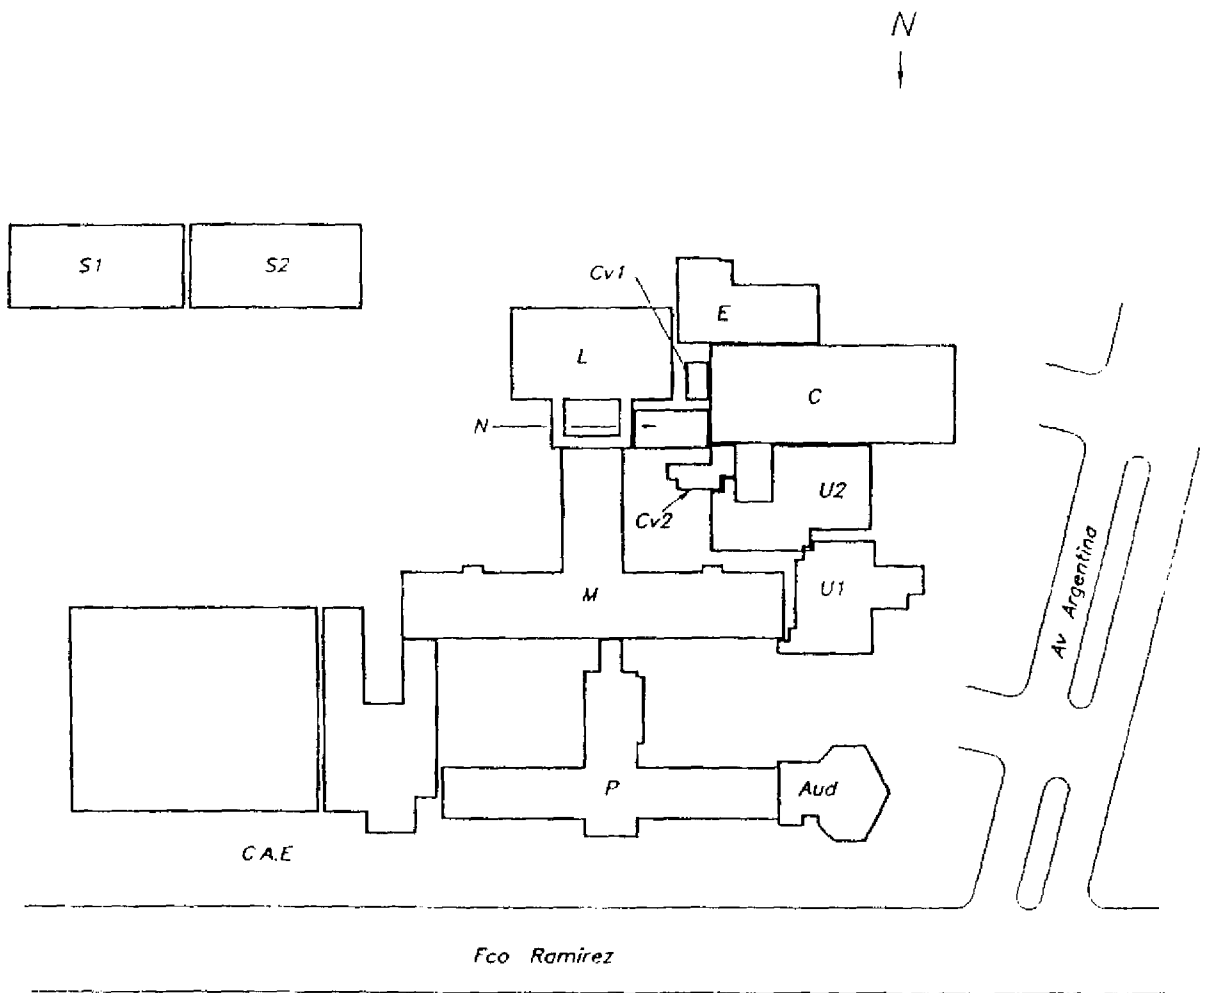 N
S1
S2
Cv1
E
L
C
N
U2
Cv2
Av Argentina
M
U1
P
Aud
C A.E
Fco Ramirez